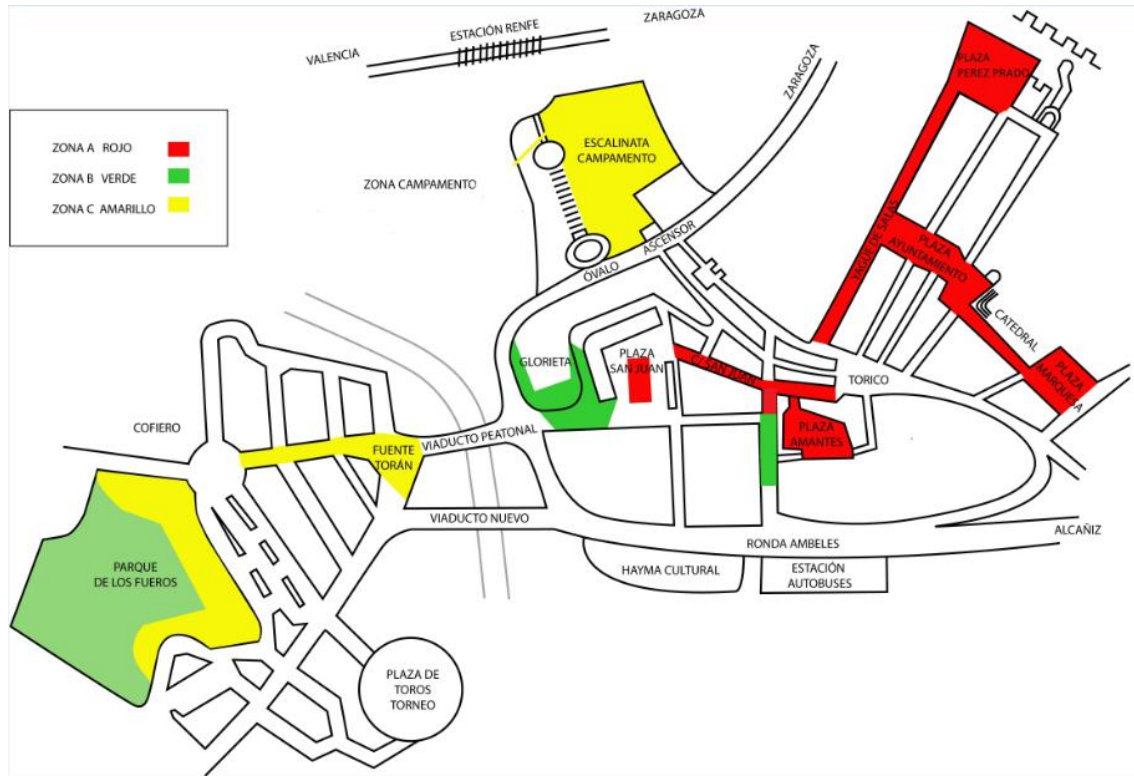 ESTACIÓN RENFE
ZARAGOZA
VALENCIA
ZARAGOZA
PLAZA
PEREZ PRADO
ZONA A ROJO
ZONA B VERDE
ZONA C AMARILLO
ESCALINATA
CAMPAMENTO
ZONA CAMPAMENTO
YAGÜE DE SALAS
PLAZA
AYUNTAMIENTO
ÓVALO
ASCENSOR
CATEDRAL
GLORIETA
PLAZA
SAN JUAN
C/ SAN JUAN
TORICO
PLAZA
MARQUESA
COFIERO
FUENTE
TORÁN
VIADUCTO PEATONAL
PLAZA
AMANTES
VIADUCTO NUEVO
RONDA AMBELES
ALCAÑIZ
PARQUE
DE LOS FUEROS
HAYMA CULTURAL
ESTACIÓN
AUTOBUSES
PLAZA DE
TOROS
TORNEO